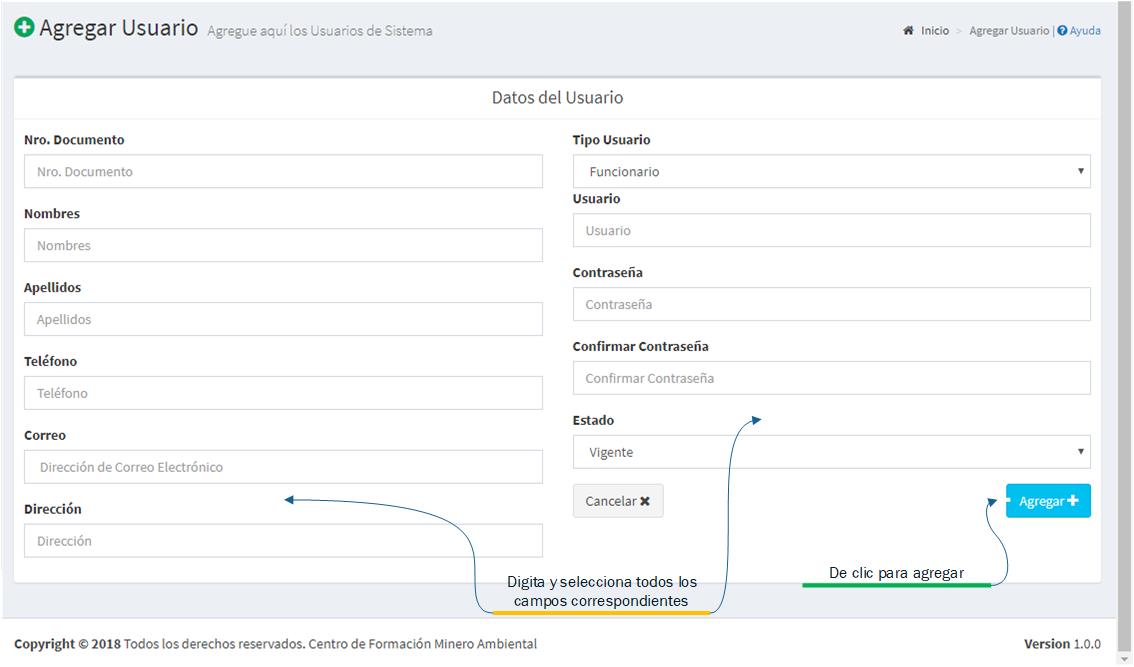 Agregar Usuario Agregue aquí los Usuarios de Sistema
Inicio > Agregar Usuario | Ayuda
Datos del Usuario
Nro. Documento
Nro. Documento
Nombres
Nombres
Apellidos
Apellidos
Teléfono
Teléfono
Correo
Dirección de Correo Electrónico
Dirección
Dirección
Tipo Usuario
Funcionario
Usuario
Usuario
Contraseña
Contraseña
Confirmar Contraseña
Confirmar Contraseña
Estado
Vigente
Cancelar
Agregar
Digita y selecciona todos los
campos correspondientes
De clic para agregar
Copyright © 2018 Todos los derechos reservados. Centro de Formación Minero Ambiental
Version 1.0.0